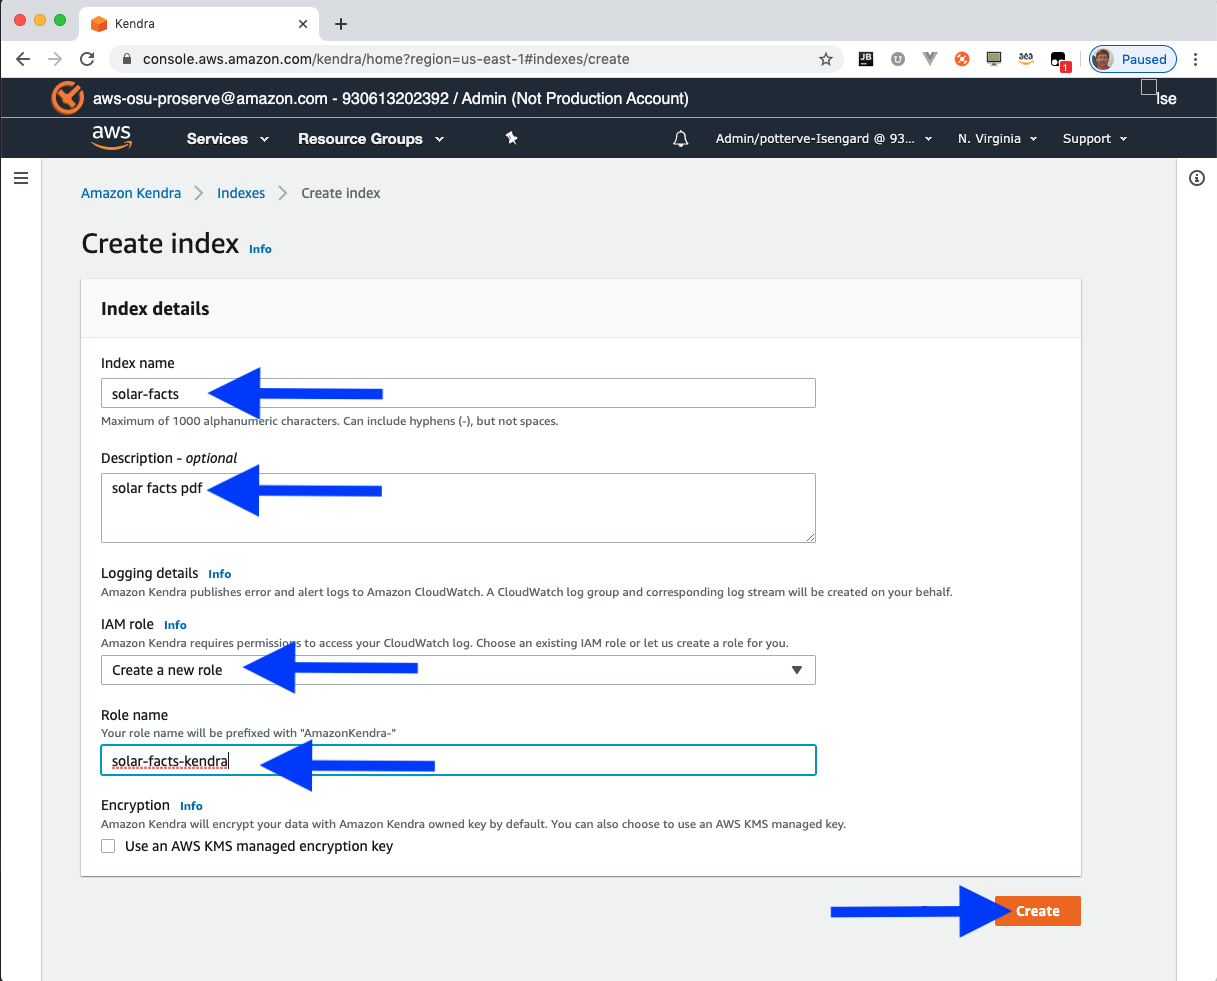 Kendra
console.aws.amazon.com/kendra/home?region=us-east-1#indexes/create
JB
aea
1
Paused
aws-osu-proserve@amazon.com - 930613202392 / Admin (Not Production Account)
Ise
aws
Services
Resource Groups
Admin/potterve-Isengard @ 93...
N. Virginia
Support
Amazon Kendra
Indexes
Create index
Create index Info
Index details
Index name
solar-facts
Maximum of 1000 alphanumeric characters. Can include hyphens (-), but not spaces.
Description - optional
solar facts pdf
Logging details Info
Amazon Kendra publishes error and alert logs to Amazon CloudWatch. A CloudWatch log group and corresponding log stream will be created on your behalf.
IAM role Info
Amazon Kendra requires permissions to access your CloudWatch log. Choose an existing IAM role or let us create a role for you.
Create a new role
Role name
Your role name will be prefixed with "AmazonKendra-"
solar-facts-kendra
Encryption Info
Amazon Kendra will encrypt your data with Amazon Kendra owned key by default. You can also choose to use an AWS KMS managed key.
Use an AWS KMS managed encryption key
Create